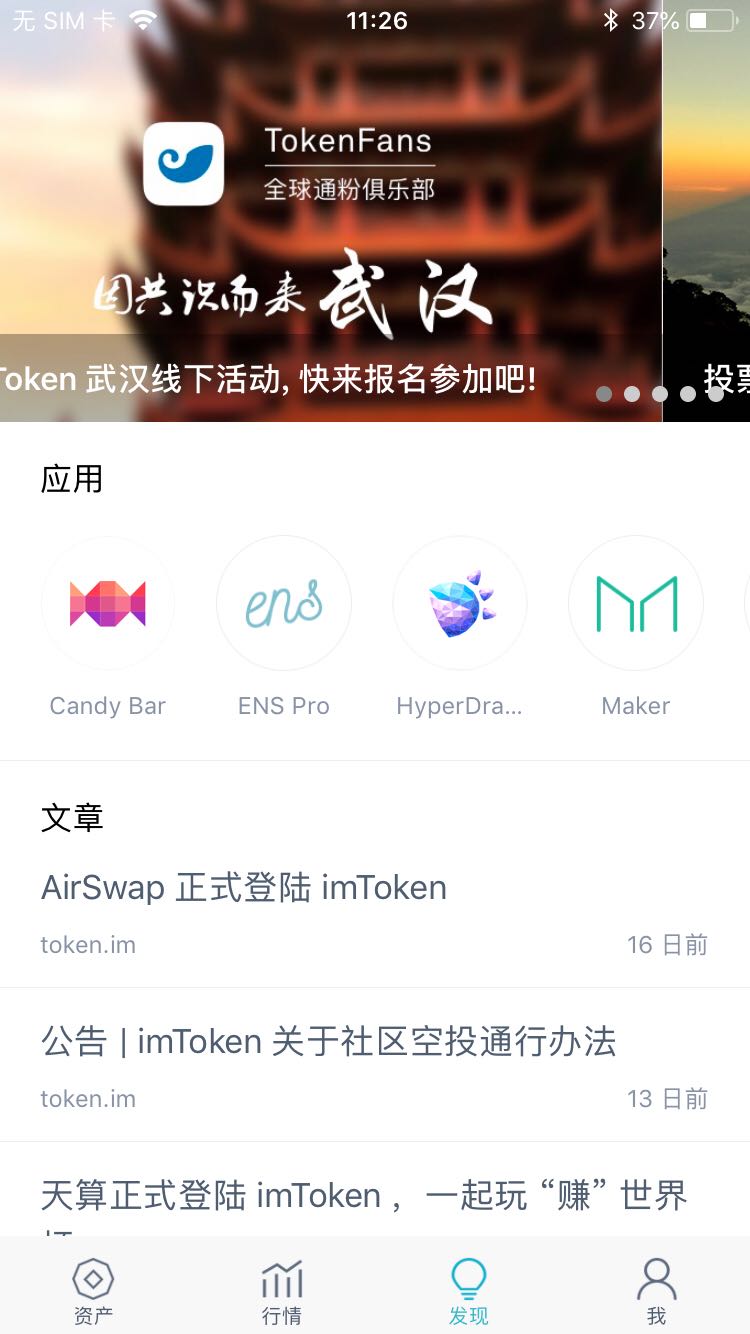 无 SIM 卡
11:26
37%
TokenFans
全球通粉俱乐部
因共识而来 武汉
Token 武汉线下活动, 快来报名参加吧!
投票
应用
ens
Candy Bar
ENS Pro
HyperDra...
Maker
文章
AirSwap 正式登陆 imToken
token.im
16 日前
公告 | imToken 关于社区空投通行办法
token.im
13 日前
天算正式登陆 imToken ，一起玩 “赚” 世界
资产
行情
发现
我